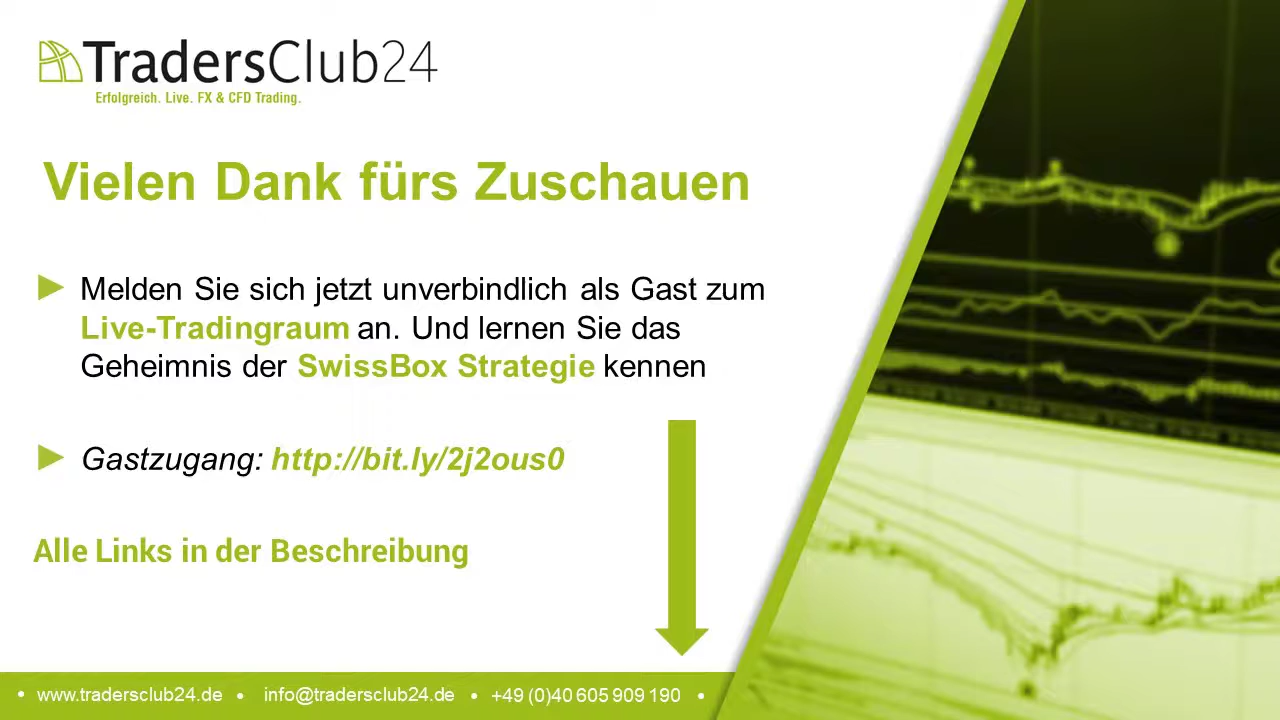 TradersClub24
Erfolgreich. Live. FX & CFD Trading.
Vielen Dank fürs Zuschauen
Melden Sie sich jetzt unverbindlich als Gast zum
Live-Tradingraum an. Und lernen Sie das
Geheimnis der SwissBox Strategie kennen
Gastzugang: http://bit.ly/2j2ous0
Alle Links in der Beschreibung
• www.tradersclub24.de • info@tradersclub24.de • +49 (0)40 605 909 190 •